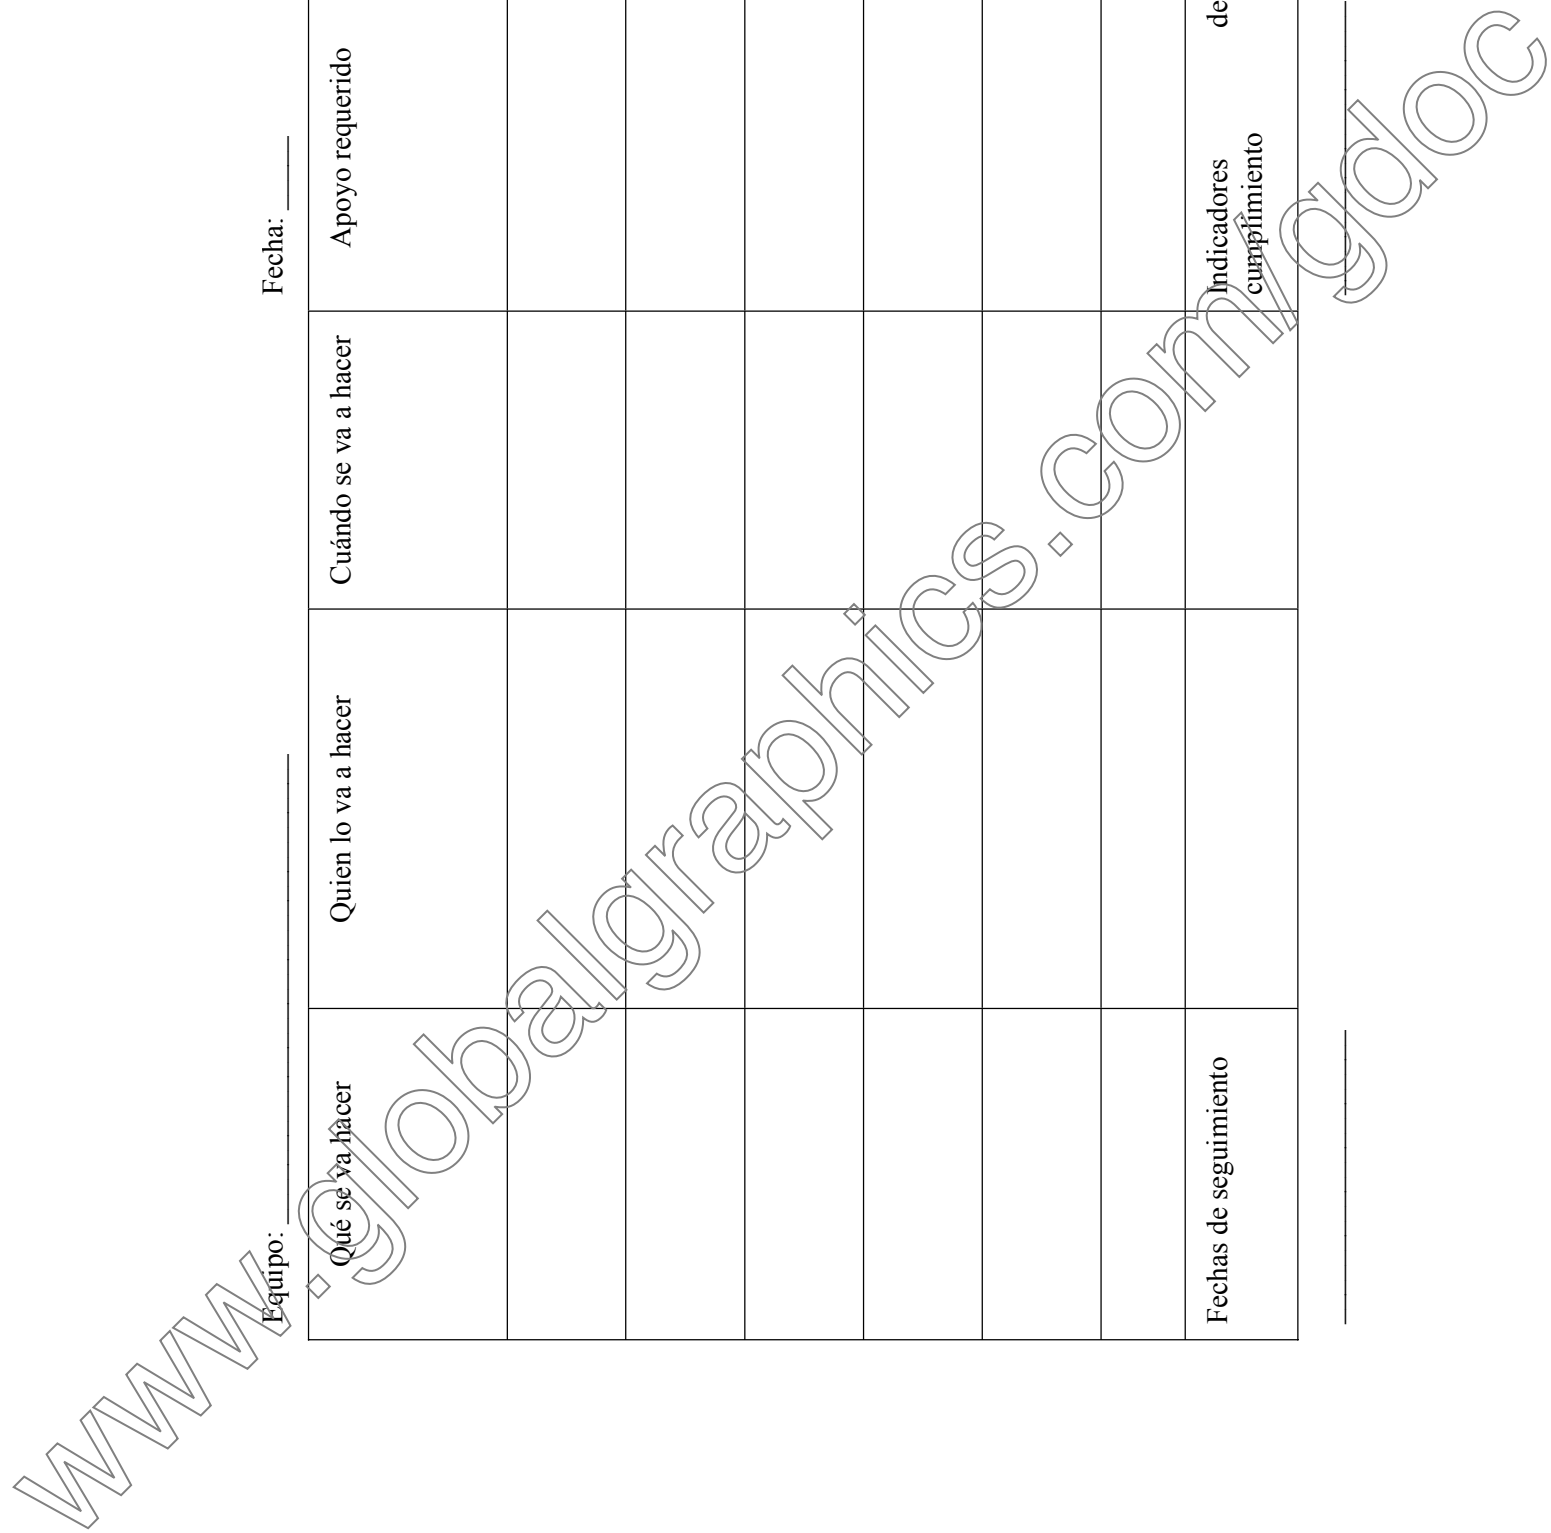 Equipo: Fecha:
Qué se va hacer Quien lo va a hacer Cuándo se va a hacer Apoyo requerido
Fechas de seguimiento Indicadores de
cumplimiento
www.globalgraphics.com/gdoc